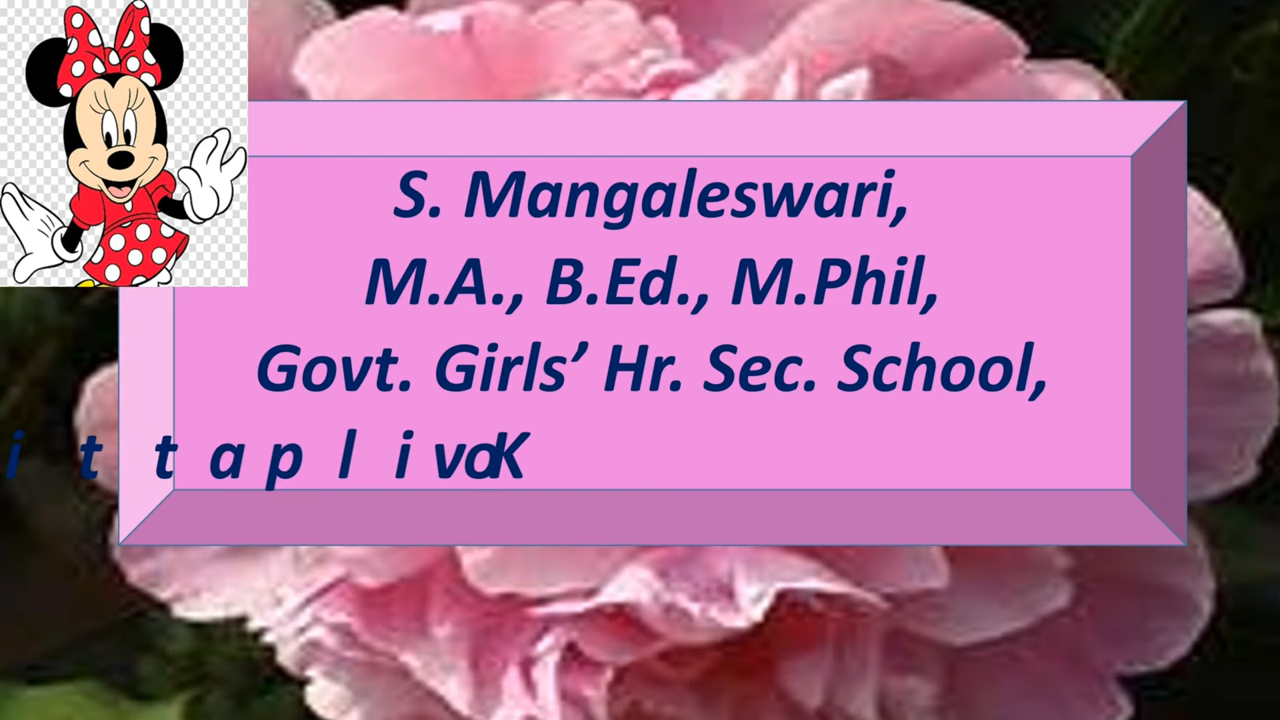 S. Mangaleswari,
M.A., B.Ed., M.Phil,
Govt. Girls’ Hr. Sec. School,
i t t a p l i v o K